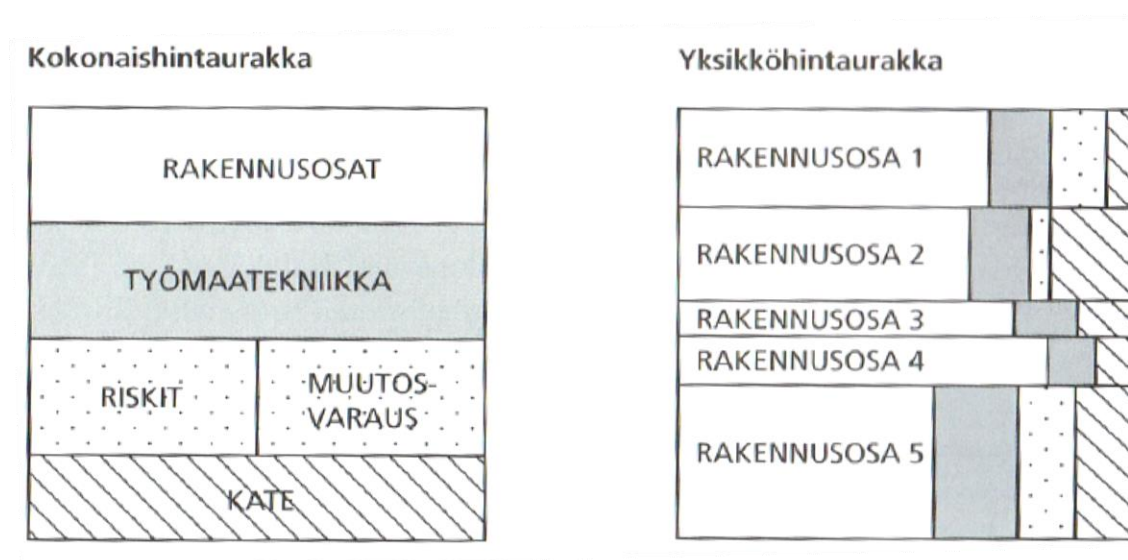 Kokonaishintaurakka
RAKENNUSOSAT
TYÖMAATEKNIIKKA
RISKIT
MUUTOS-
VARAUS
KATE
Yksikköhintaurakka
RAKENNUSOSA 1
RAKENNUSOSA 2
RAKENNUSOSA 3
RAKENNUSOSA 4
RAKENNUSOSA 5